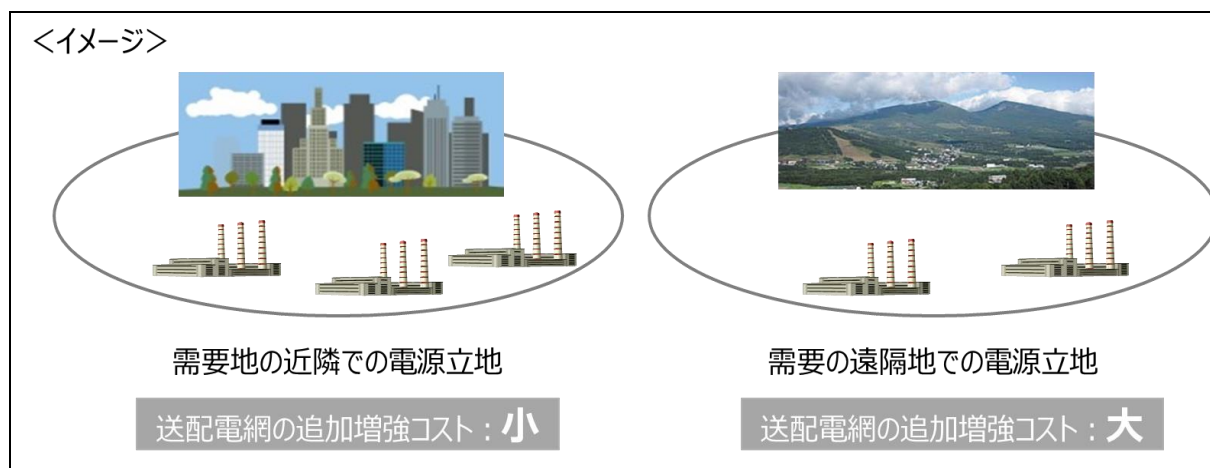 ＜イメージ＞
需要地の近隣での電源立地
需要の遠隔地での電源立地
送配電網の追加増強コスト：小
送配電網の追加増強コスト：大